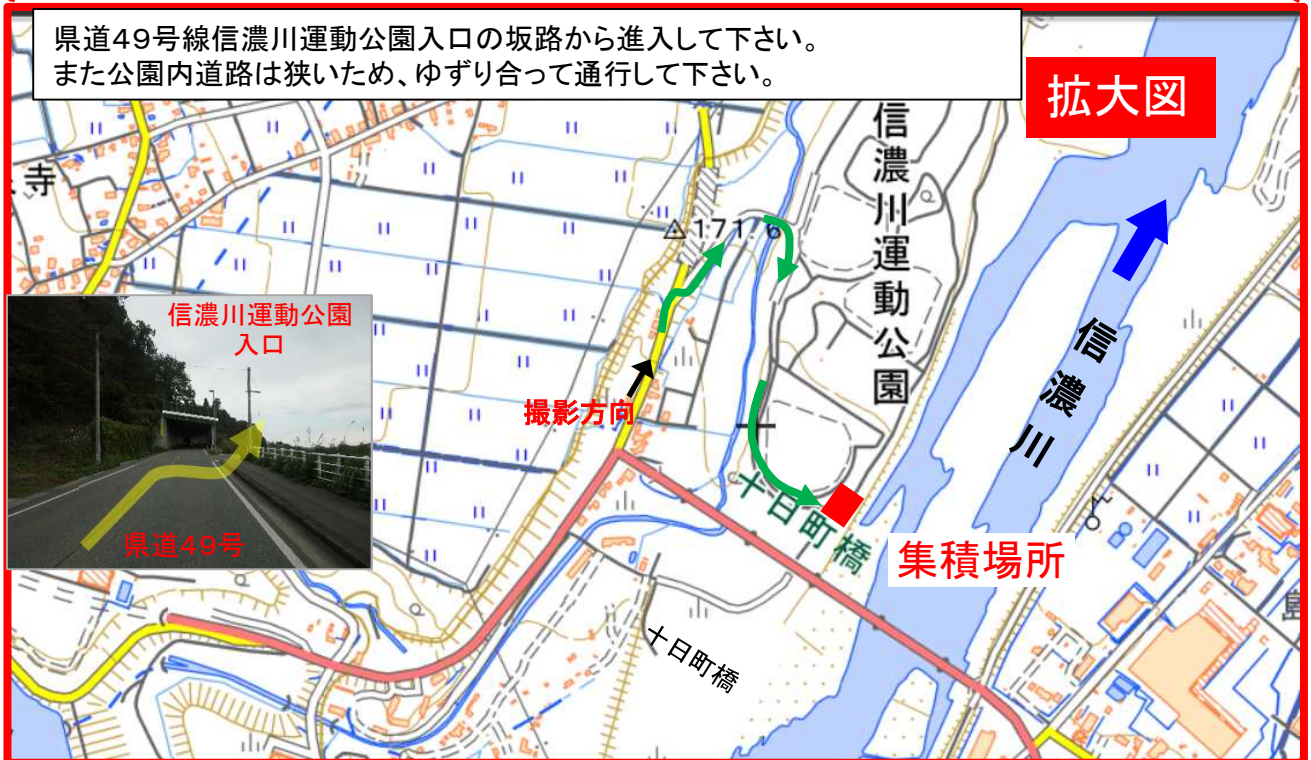 県道49号線信濃川運動公園入口の坂路から進入して下さい。
また公園内道路は狭いため、ゆずり合って通行して下さい。
拡大図
寺
信濃川運動公園
171.6
信濃川運動公園
入口
県道49号
撮影方向
信濃川
十日町橋
集積場所
十日町橋